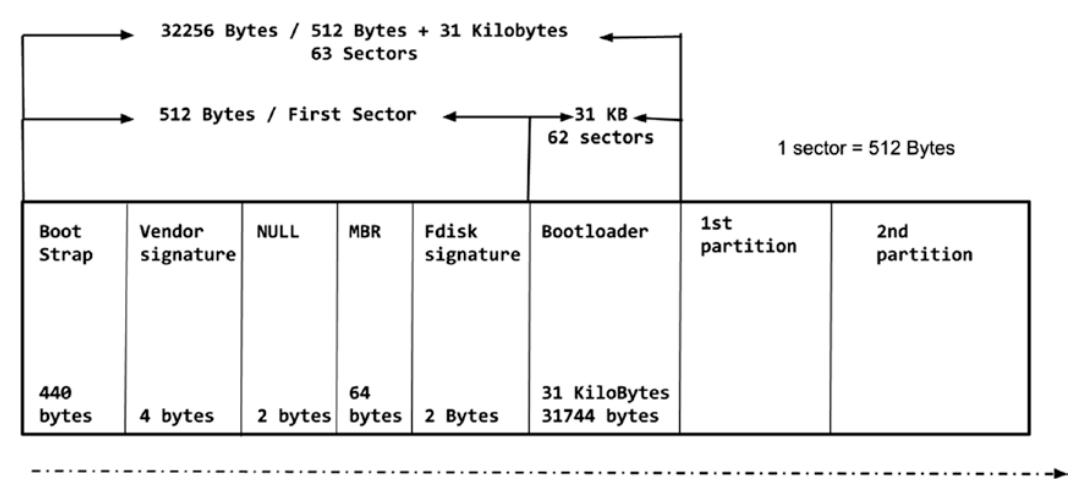 32256 Bytes / 512 Bytes + 31 Kilobytes
63 Sectors
512 Bytes / First Sector
31 KB
62 sectors
1 sector = 512 Bytes
Boot
Strap
440
bytes
Vendor
signature
4 bytes
NULL
2 bytes
MBR
64
bytes
Fdisk
signature
2 Bytes
Bootloader
31 KiloBytes
31744 bytes
1st
partition
2nd
partition